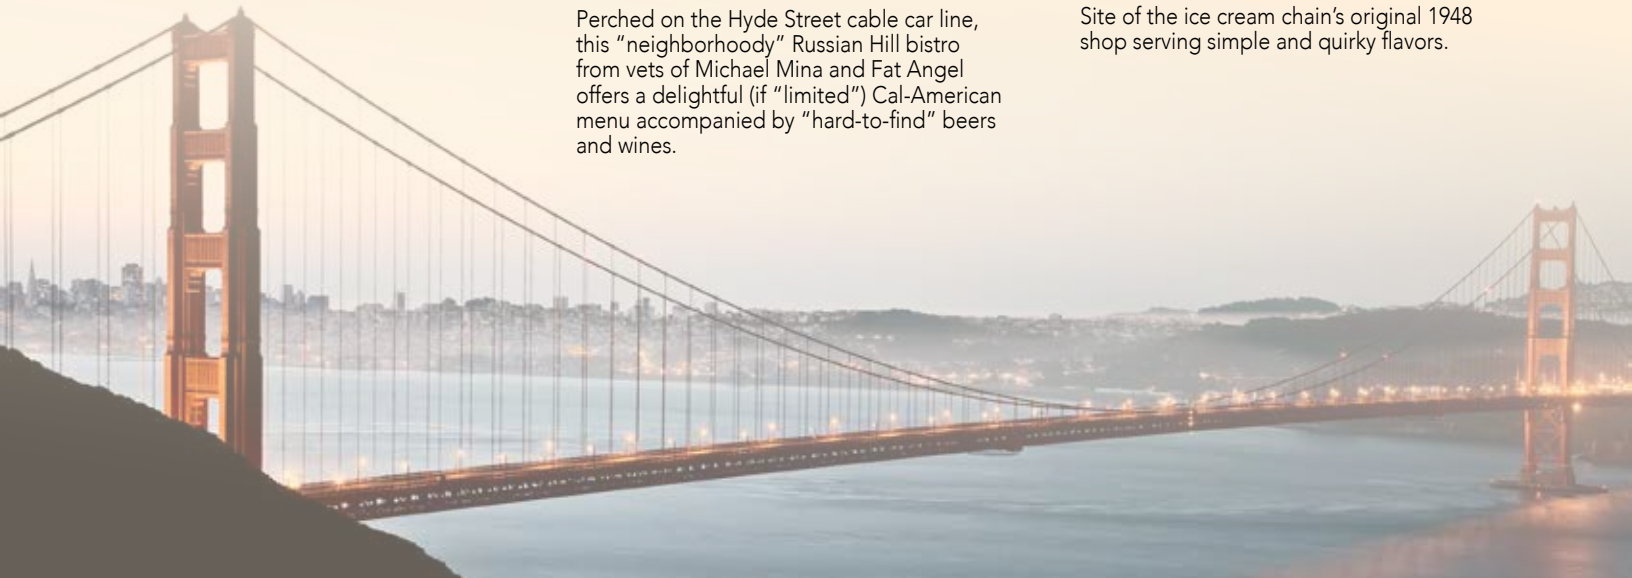 Perched on the Hyde Street cable car line,
this “neighborhoody” Russian Hill bistro
from vets of Michael Mina and Fat Angel
offers a delightful (if “limited”) Cal-American
menu accompanied by “hard-to-find” beers
and wines.
Site of the ice cream chain’s original 1948
shop serving simple and quirky flavors.